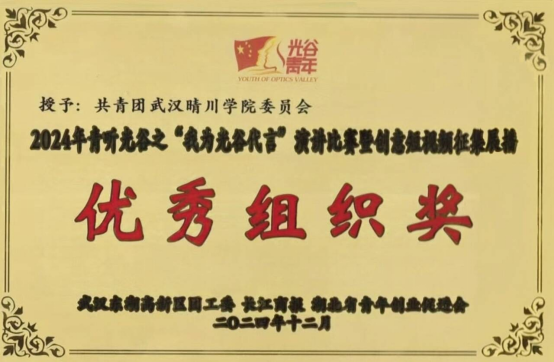 光谷
青年
YOUTH OF OPTICS VALLEY
授予：共青团武汉晴川学院委员会
2024年青听光谷之“我为光谷代言”演讲比赛暨创意短视频征集展播
优秀组织奖
武汉东湖高新区团工委 长江商报 湖北省青年创业促进会
二〇二四年十二月